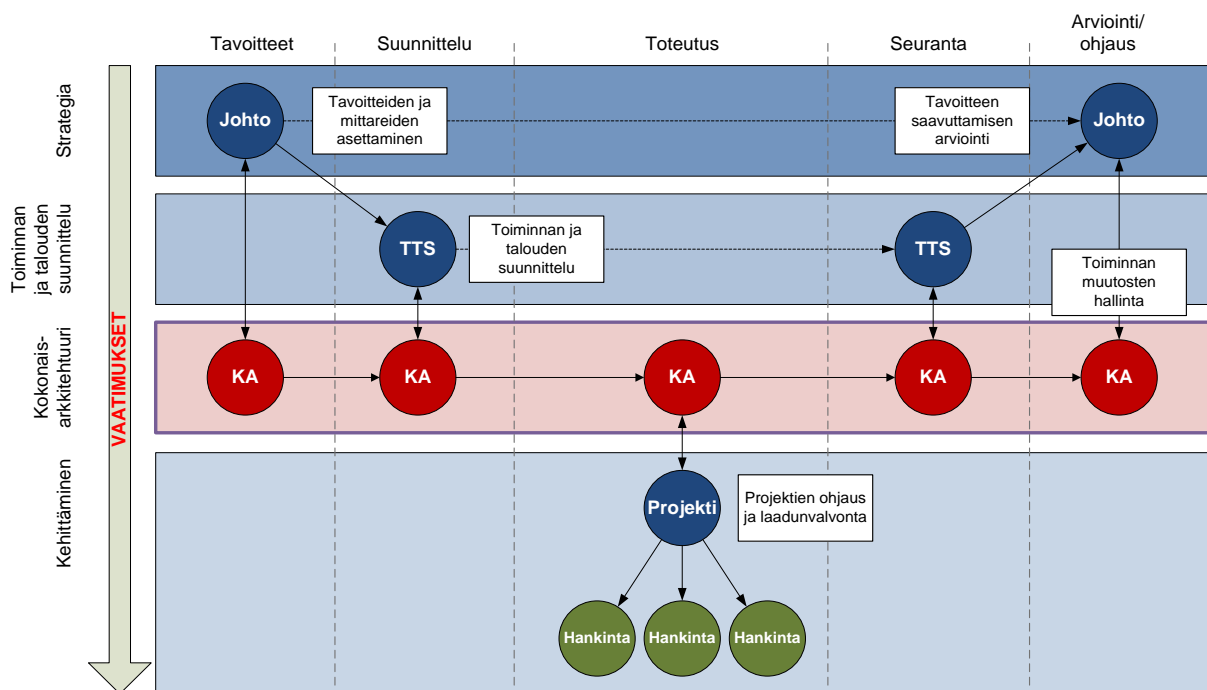 Tavoitteet
Suunnittelu
Toteutus
Seuranta
Arviointi/
ohjaus
Strategia
Johto
Tavoitteiden ja
mittareiden
asettaminen
Tavoitteen
saavuttamisen
arviointi
Johto
Toiminnan
ja talouden
suunnittelu
TTS
Toiminnan ja
talouden
suunnittelu
TTS
Toiminnan
muutosten
hallinta
VAATIMUKSET
Kokonais-
arkkitehtuuri
KA
KA
KA
KA
KA
Kehittäminen
Projekti
Projektien ohjaus
ja laadunvalvonta
Hankinta
Hankinta
Hankinta